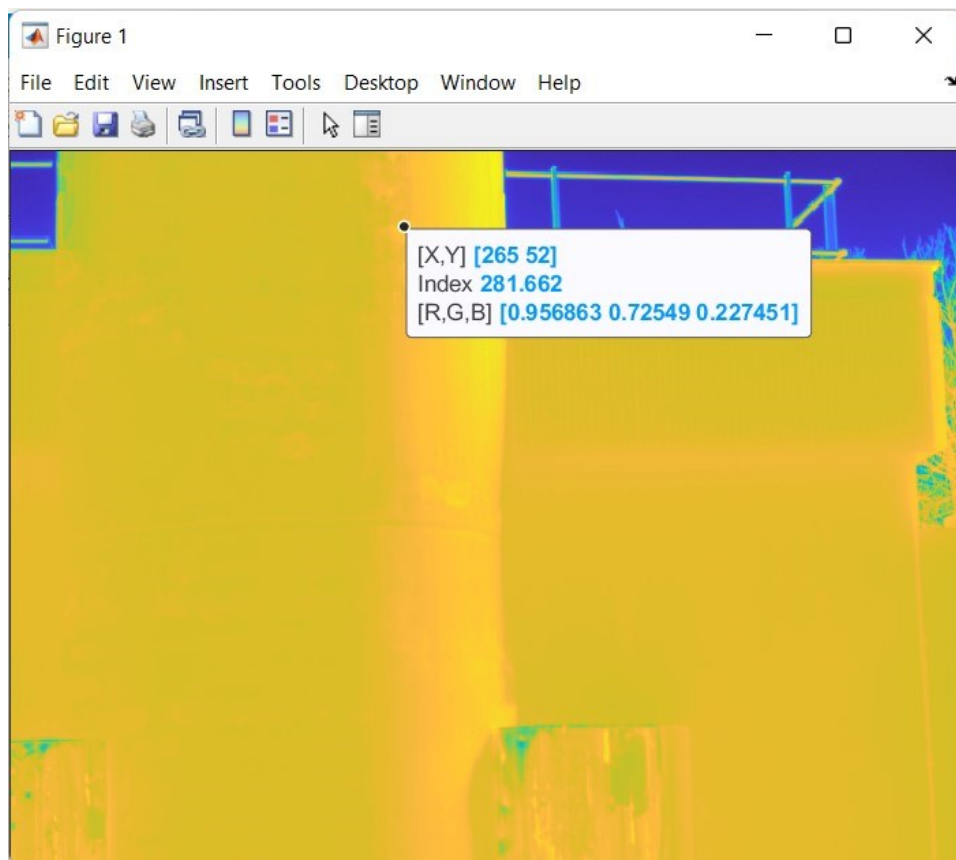 Figure 1
File Edit View Insert Tools Desktop Window Help
[X,Y] [265 52]
Index 281.662
[R,G,B] [0.956863 0.72549 0.227451]